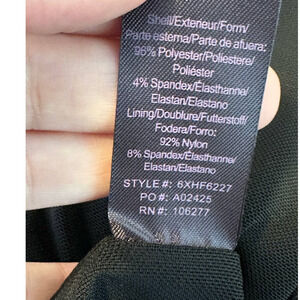 Shell/Exterieur/Form/
Parte esterna/Parte de afuera:
96% Polyester/Poliestere/
Poliéster
4% Spandex/Élasthanne/
Elastan/Elastano
Lining/Doublure/Futterstoff/
Fodera/Forro:
92% Nylon
8% Spandex/Élasthanne/
Elastan/Elastano
STYLE#: 6XHF6227
PO#: A02425
RN#: 106277